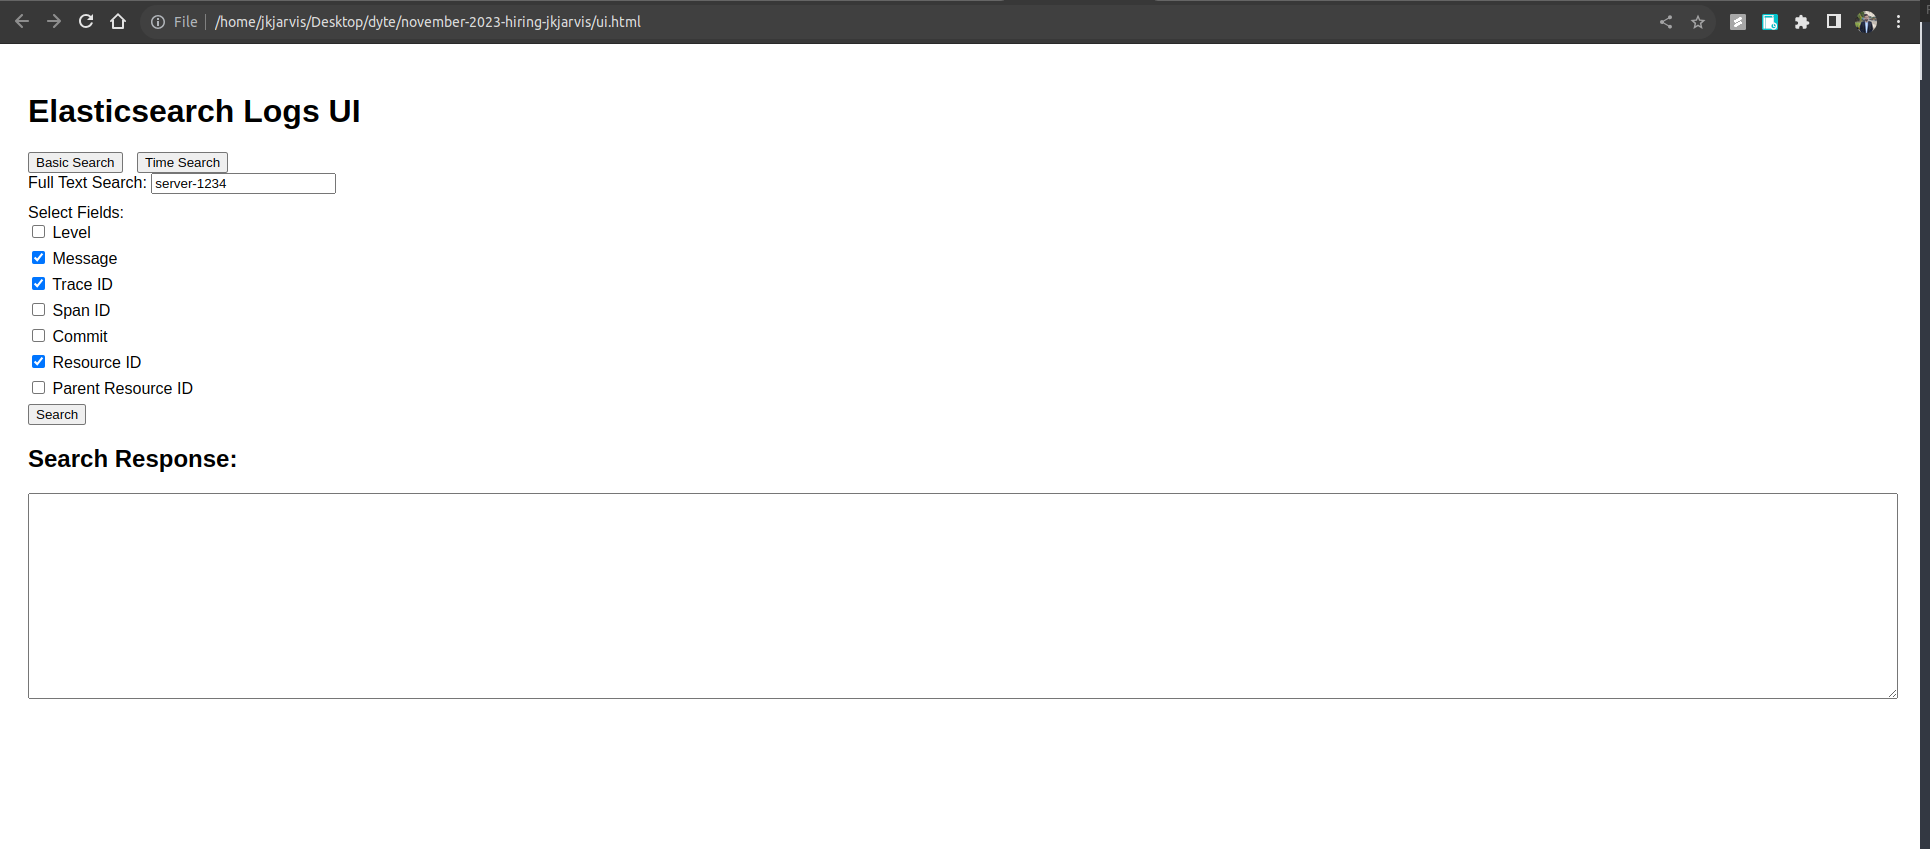 File /home/jkjarvis/Desktop/dyte/november-2023-hiring-jkjarvis/ui.html
Elasticsearch Logs UI
Basic Search Time Search
Full Text Search: server-1234
Select Fields:
Level
Message
Trace ID
Span ID
Commit
Resource ID
Parent Resource ID
Search
Search Response: